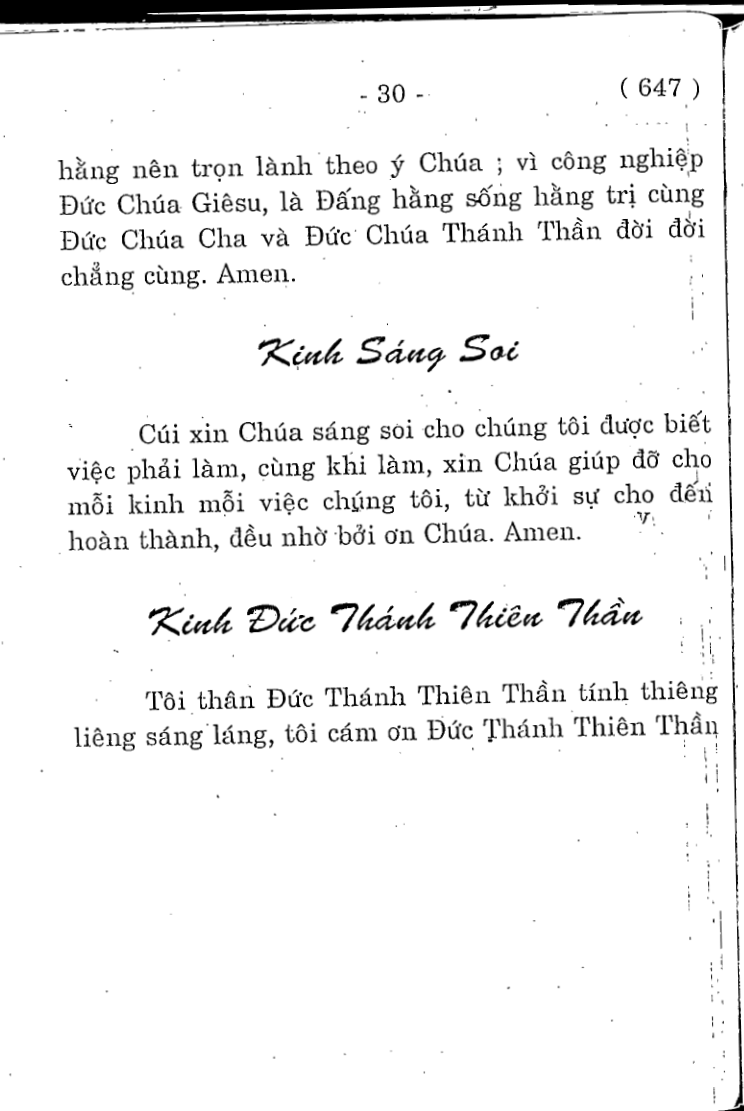 - 30 -
( 647 )
hằng nên trọn lành theo ý Chúa ; vì công nghiệp
Đức Chúa Giêsu, là Đấng hằng sống hằng trị cùng
Đức Chúa Cha và Đức Chúa Thánh Thần đời đời
chẳng cùng. Amen.
Kinh Sáng Soi
Cúi xin Chúa sáng soi cho chúng tôi được biết
việc phải làm, cùng khi làm, xin Chúa giúp đỡ cho
mỗi kinh mỗi việc chúng tôi, từ khởi sự cho đến
hoàn thành, đều nhờ bởi ơn Chúa. Amen.
Kinh Đức Thánh Thiên Thần
Tôi thân Đức Thánh Thiên Thần tính thiêng
liêng sáng láng, tôi cám ơn Đức Thánh Thiên Thần